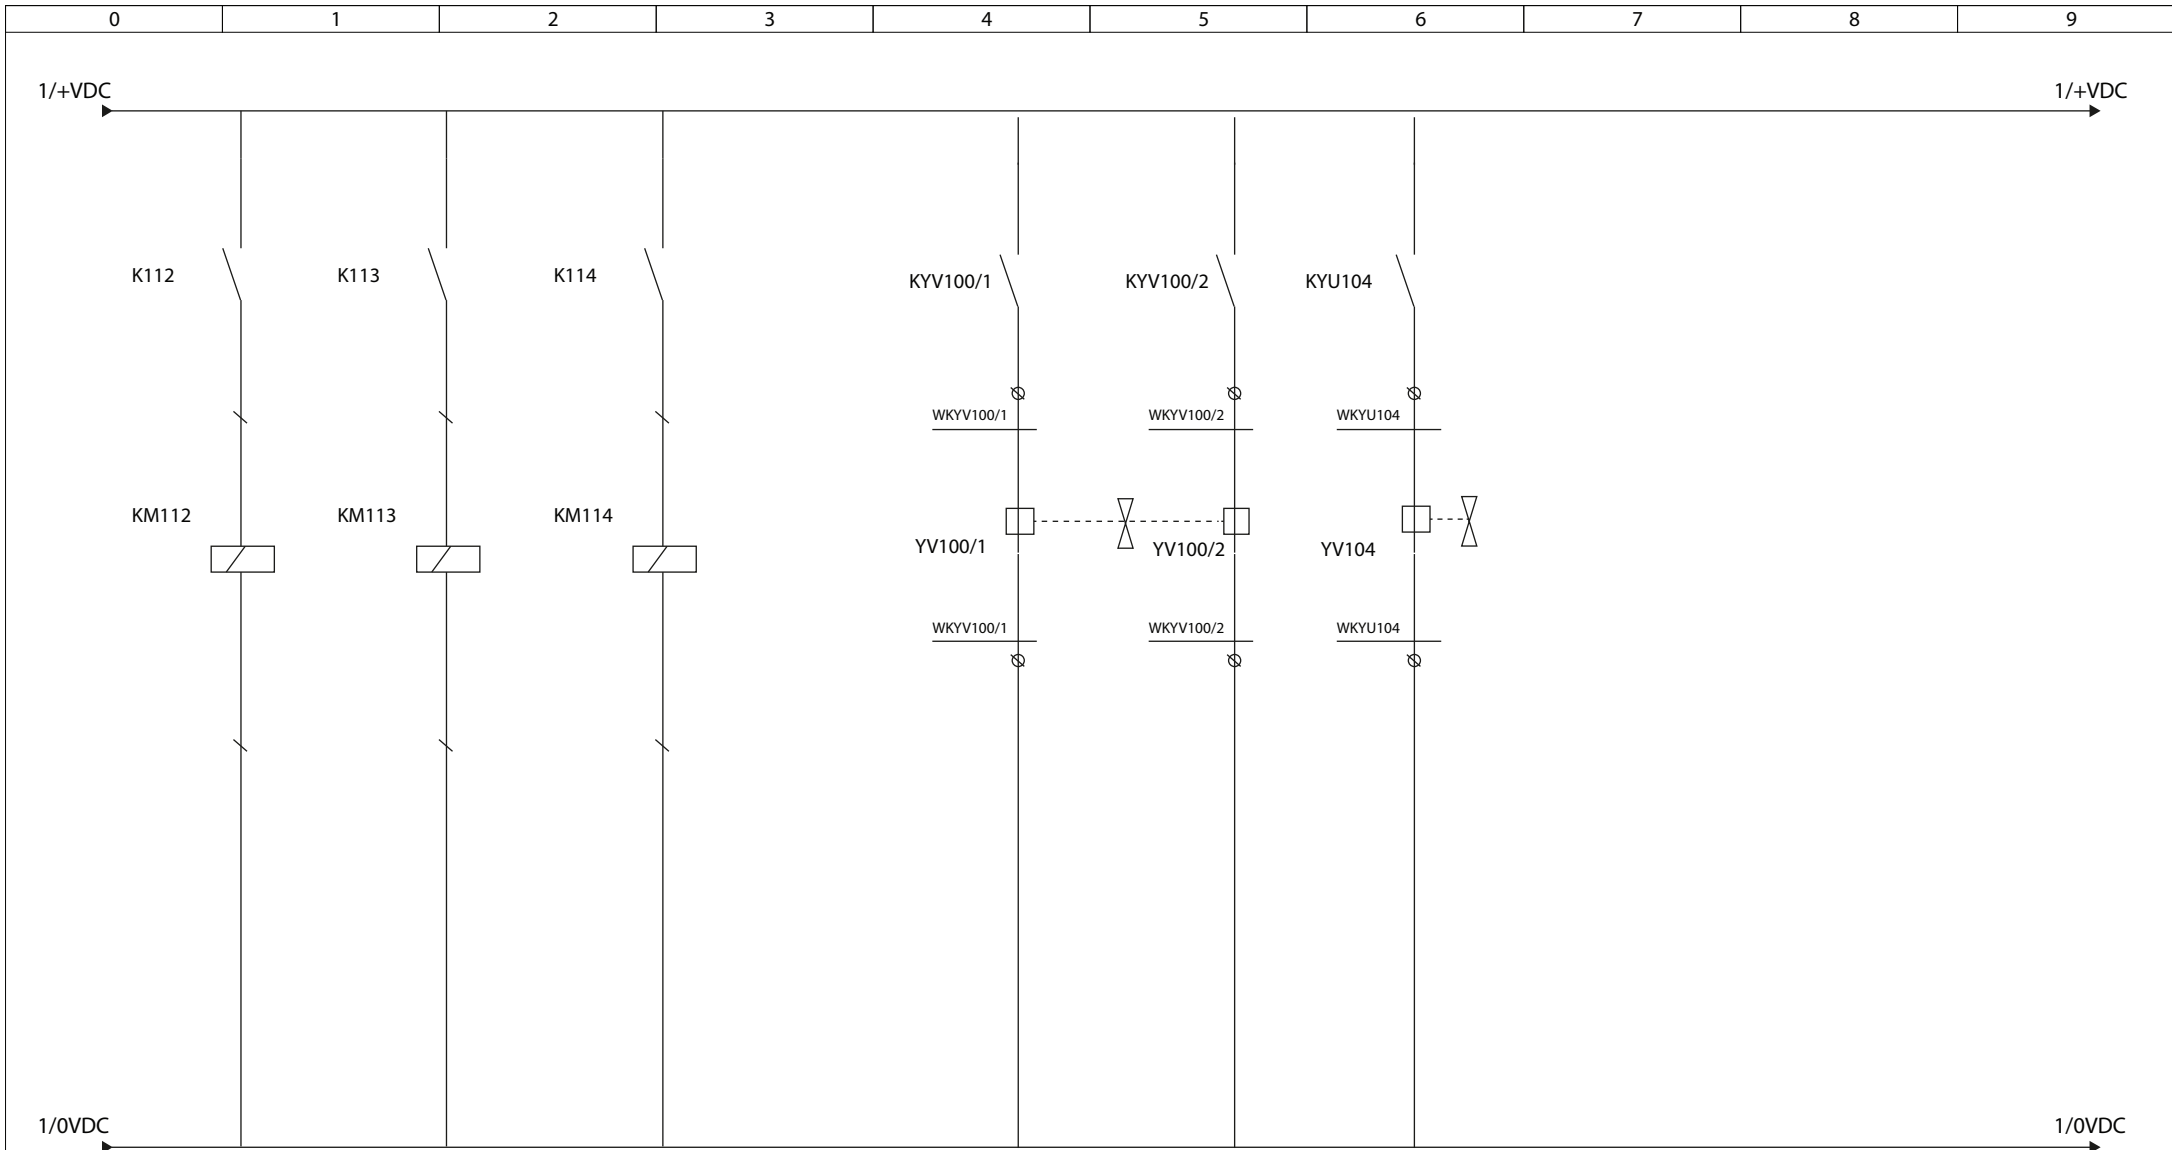 0 1 2 3 4 5 6 7 8 9
1/+VDC 1/+VDC
K112 K113 K114 KYV100/1 KYV100/2 KYU104
WKYV100/1 WKYV100/2 WKYU104
KM112 KM113 KM114
YV100/1 YV100/2 YV104
WKYV100/1 WKYV100/2 WKYU104
1/0VDC 1/0VDC